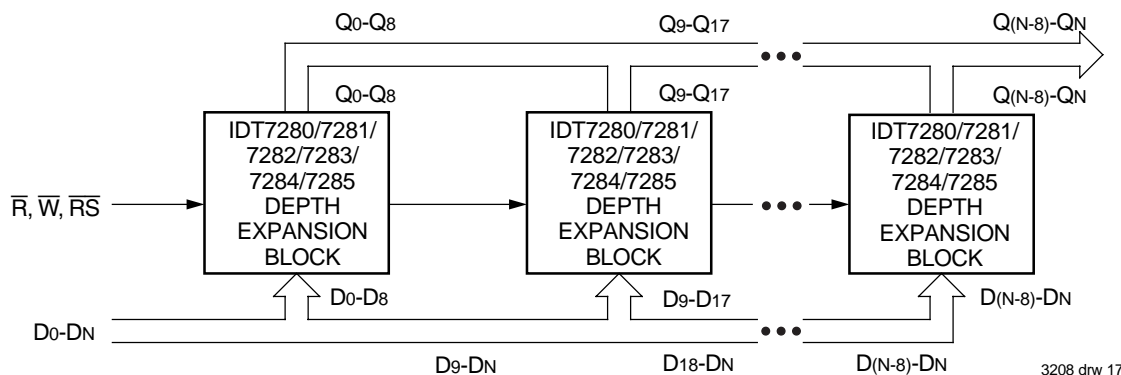 Q0-Q8 Q9-Q17 Q(N-8)-QN
Q0-Q8 Q9-Q17 Q(N-8)-QN
IDT7280/7281/
7282/7283/
7284/7285
DEPTH
EXPANSION
BLOCK
IDT7280/7281/
7282/7283/
7284/7285
DEPTH
EXPANSION
BLOCK
IDT7280/7281/
7282/7283/
7284/7285
DEPTH
EXPANSION
BLOCK
R̅, W̅, R̅S̅
D0-D8 D9-D17 D(N-8)-DN
D0-DN
D9-DN D18-DN D(N-8)-DN
3208 drw 17